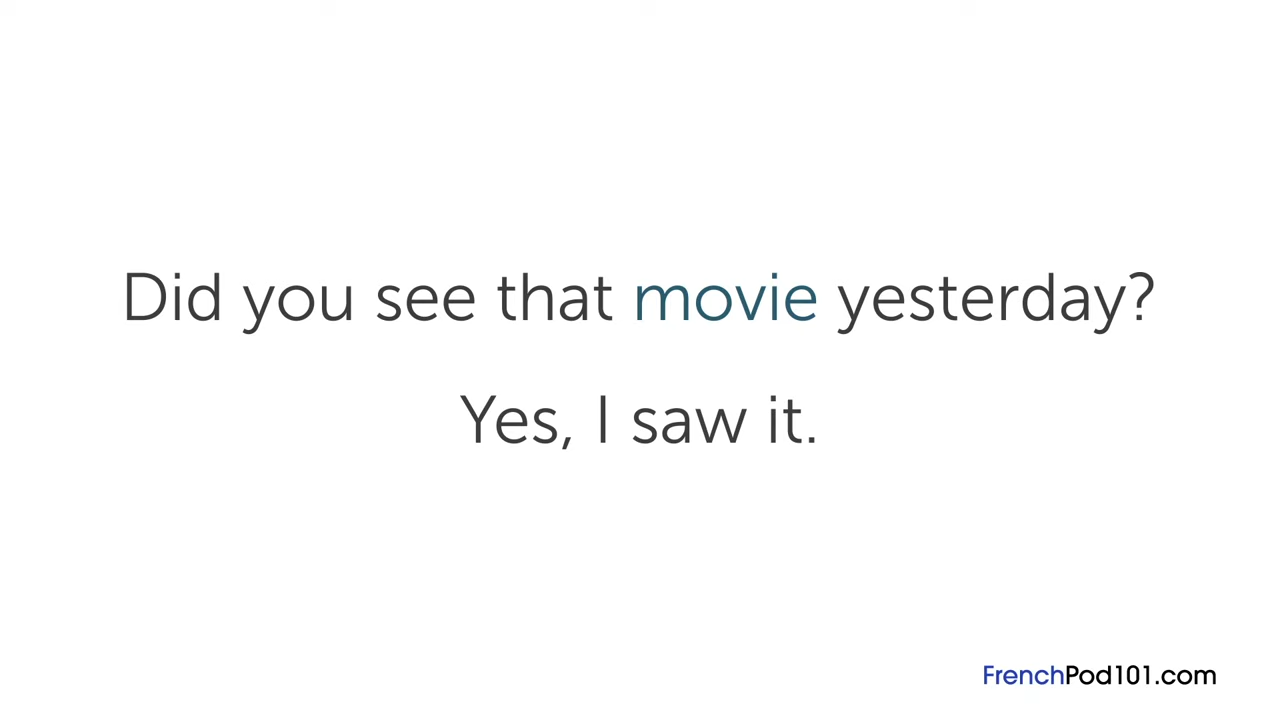 Did you see that movie yesterday?
Yes, I saw it.
FrenchPod101.com